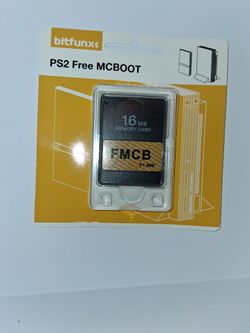 bitfunx
PS2 Free MCBOOT
16 MB
MEMORY CARD
FMCB